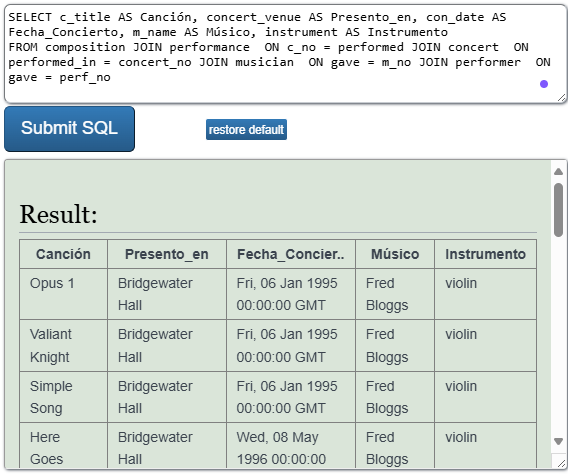 SELECT c_title AS Canción, concert_venue AS Presento_en, con_date AS
Fecha_Concierto, m_name AS Músico, instrument AS Instrumento
FROM composition JOIN performance  ON c_no = performed JOIN concert  ON
performed_in = concert_no JOIN musician  ON gave = m_no JOIN performer  ON
gave = perf_no
Submit SQL
restore default
Result:
Canción Presento_en Fecha_Concier.. Músico Instrumento
Opus 1 Bridgewater Fri, 06 Jan 1995 Fred violin
Hall 00:00:00 GMT Bloggs
Valiant Bridgewater Fri, 06 Jan 1995 Fred violin
Knight Hall 00:00:00 GMT Bloggs
Simple Bridgewater Fri, 06 Jan 1995 Fred violin
Song Hall 00:00:00 GMT Bloggs
Here Bridgewater Wed, 08 May Fred violin
Goes Hall 1996 00:00:00 Bloggs